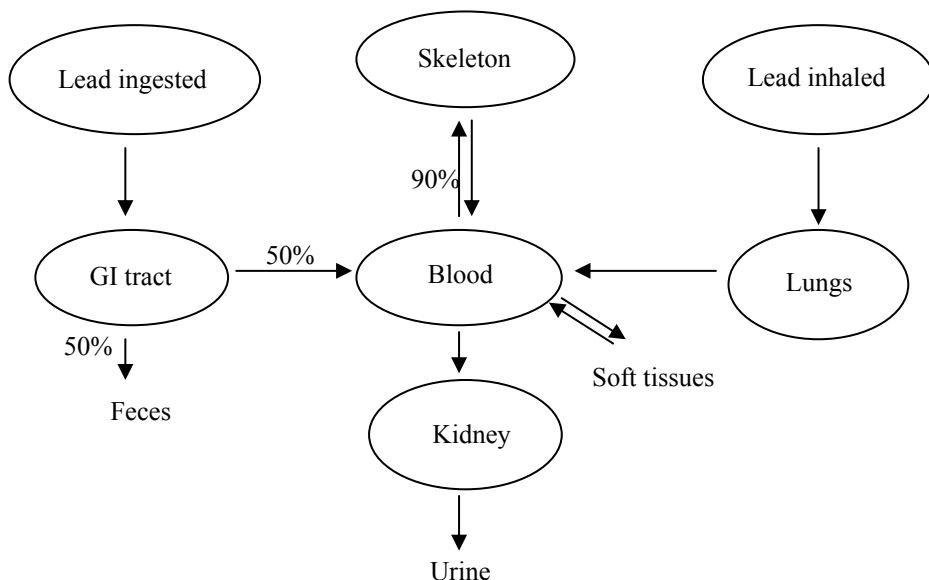 Lead ingested
Skeleton
Lead inhaled
90%
GI tract
50%
Blood
Lungs
50%
Feces
Soft tissues
Kidney
Urine